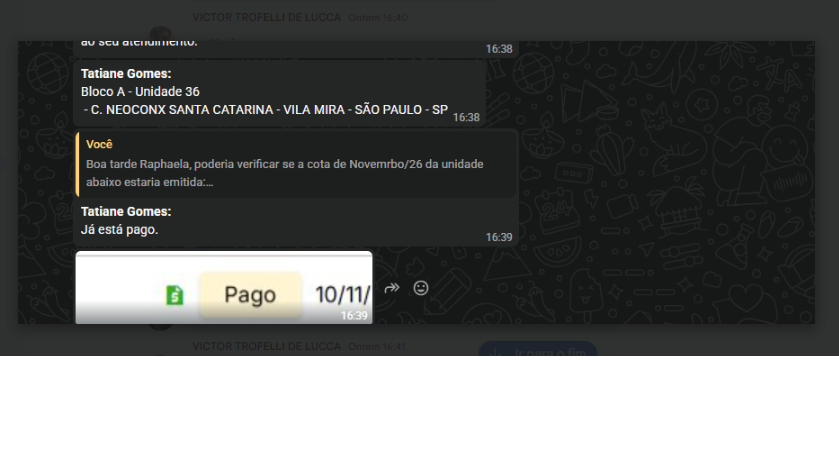 VICTOR TROFELLI DE LUCCA Ontem 16:40
ao seu atendimento.
16:38
Tatiane Gomes:
Bloco A - Unidade 36
- C. NEOCONX SANTA CATARINA - VILA MIRA - SÃO PAULO - SP
16:38
Você
Boa tarde Raphaela, poderia verificar se a cota de Novemrbo/26 da unidade
abaixo estaria emitida:...
Tatiane Gomes:
Já está pago.
16:39
Pago 10/11/
16:39
VICTOR TROFELLI DE LUCCA Ontem 16:41
Ir para o fim